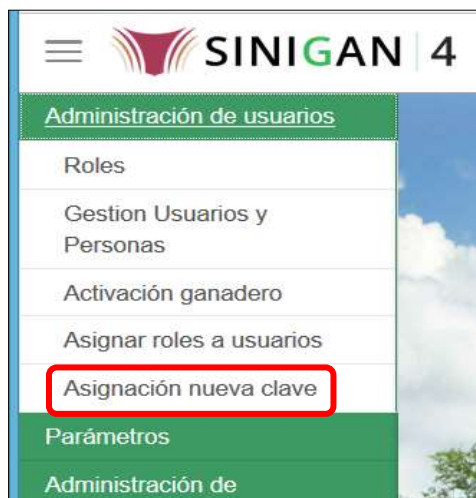 SINIGAN 4
Administración de usuarios
Roles
Gestion Usuarios y
Personas
Activación ganadero
Asignar roles a usuarios
Asignación nueva clave
Parámetros
Administración de